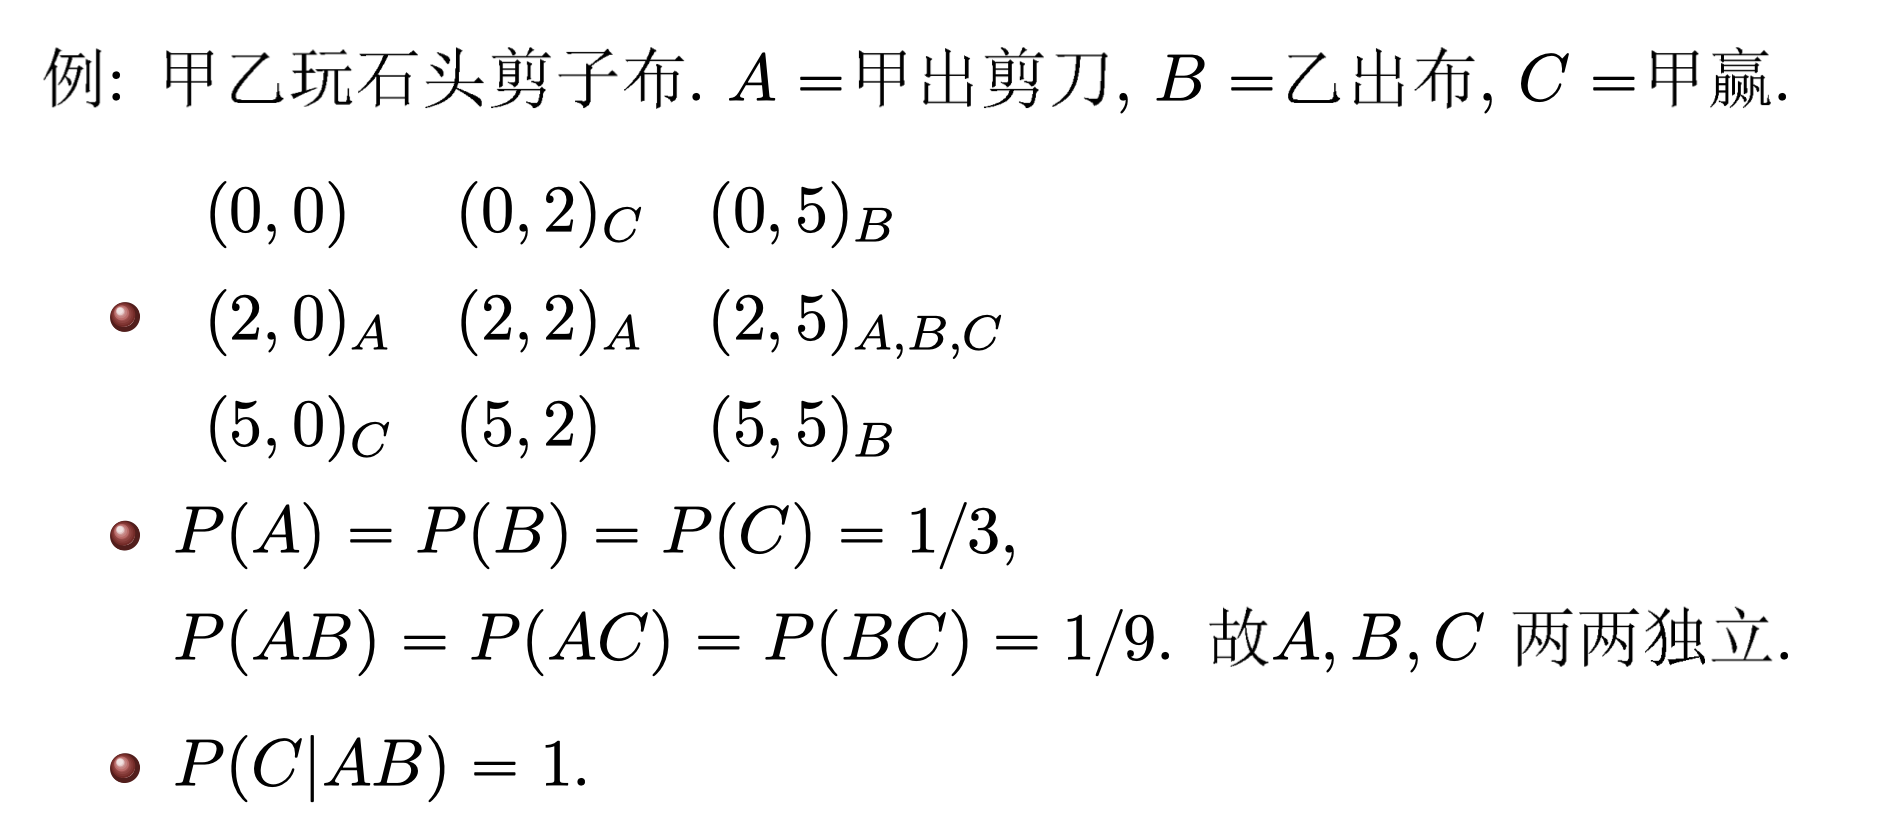 例: 甲乙玩石头剪子布. A =甲出剪刀, B =乙出布, C =甲赢.
(0, 0) (0, 2)_C (0, 5)_B
(2, 0)_A (2, 2)_A (2, 5)_{A,B,C}
(5, 0)_C (5, 2) (5, 5)_B
P(A) = P(B) = P(C) = 1/3,
P(AB) = P(AC) = P(BC) = 1/9. 故A, B, C 两两独立.
P(C|AB) = 1.